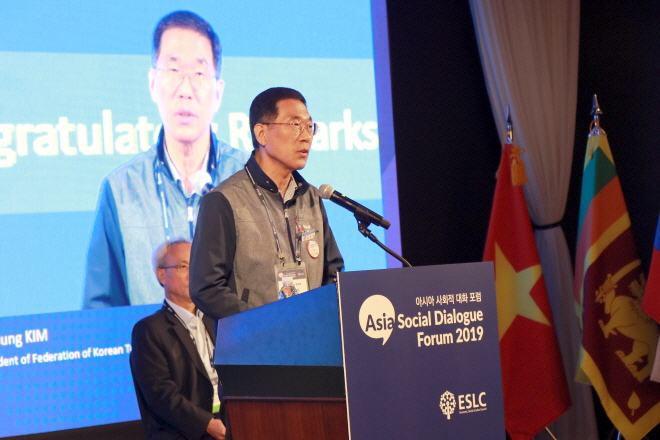 gratulatory Remarks
ung KIM
dent of Federation of Korean T
아시아 사회적 대화 포럼
Asia Social Dialogue
Forum 2019
ESLC